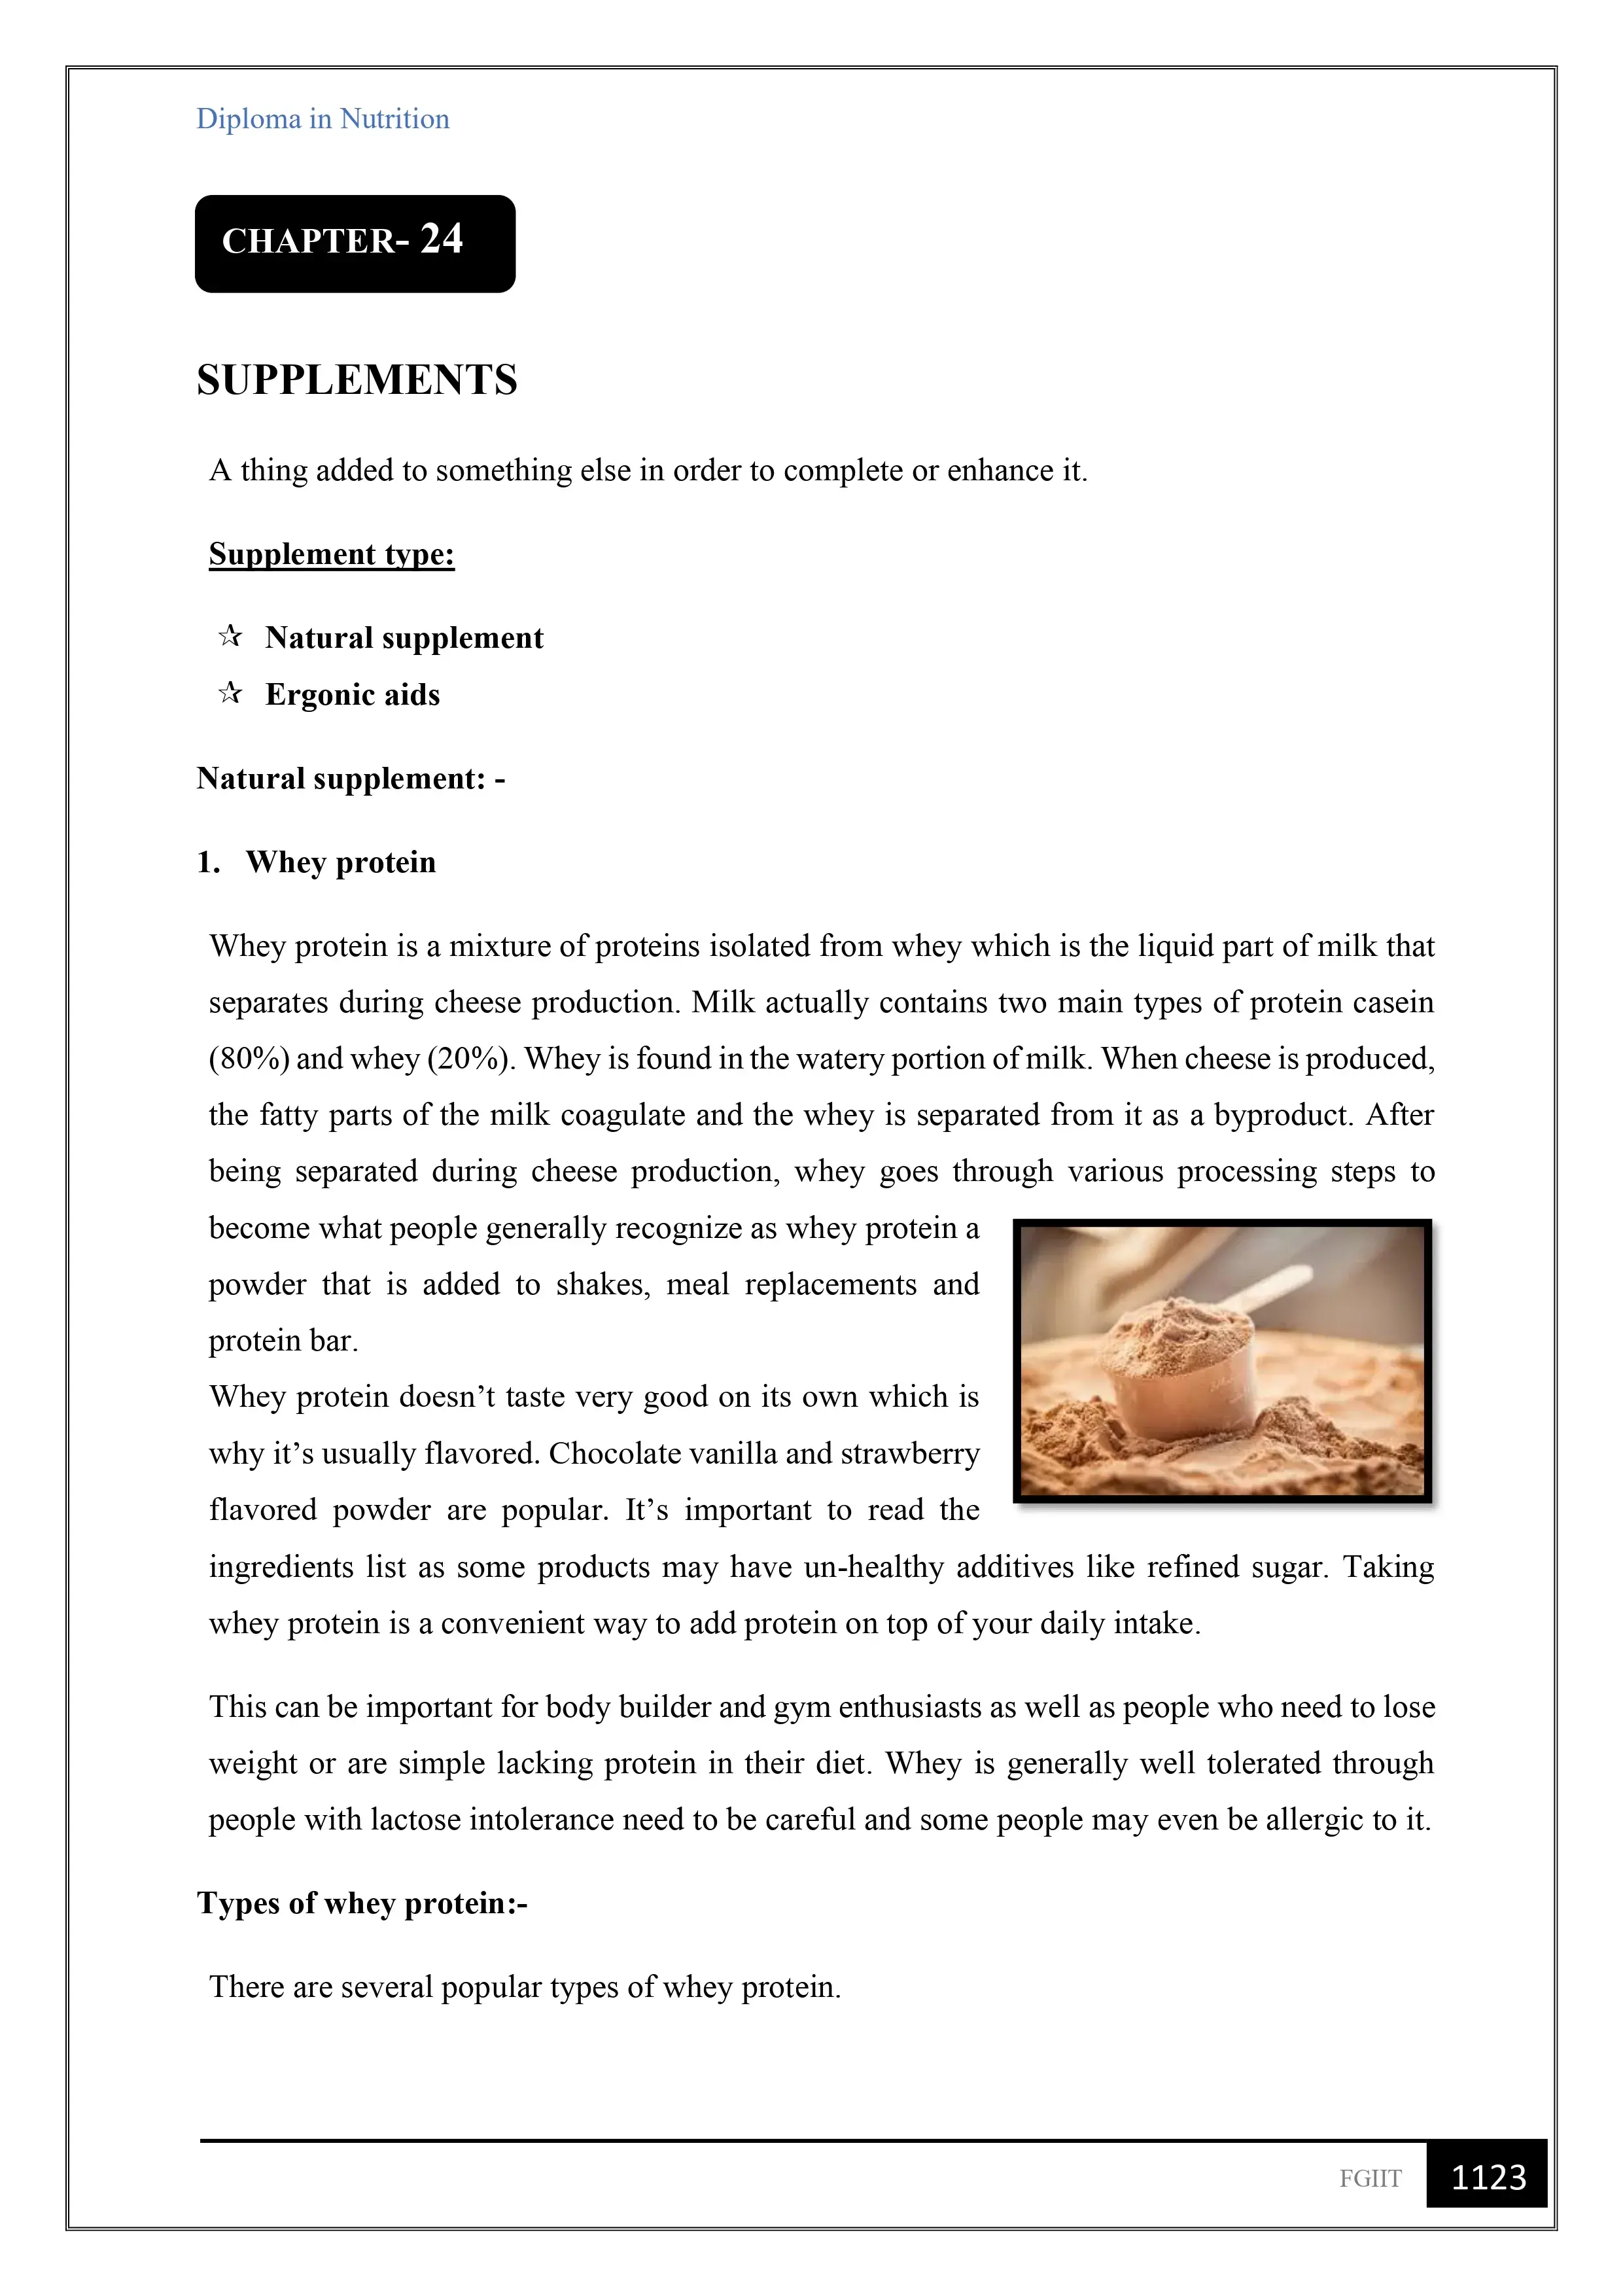 Diploma in Nutrition
CHAPTER- 24
SUPPLEMENTS
A thing added to something else in order to complete or enhance it.
Supplement type:
☆ Natural supplement
☆ Ergonic aids
Natural supplement: -
1. Whey protein
Whey protein is a mixture of proteins isolated from whey which is the liquid part of milk that
separates during cheese production. Milk actually contains two main types of protein casein
(80%) and whey (20%). Whey is found in the watery portion of milk. When cheese is produced,
the fatty parts of the milk coagulate and the whey is separated from it as a byproduct. After
being separated during cheese production, whey goes through various processing steps to
become what people generally recognize as whey protein a
powder that is added to shakes, meal replacements and
protein bar.
Whey protein doesn’t taste very good on its own which is
why it’s usually flavored. Chocolate vanilla and strawberry
flavored powder are popular. It’s important to read the
ingredients list as some products may have un-healthy additives like refined sugar. Taking
whey protein is a convenient way to add protein on top of your daily intake.
This can be important for body builder and gym enthusiasts as well as people who need to lose
weight or are simple lacking protein in their diet. Whey is generally well tolerated through
people with lactose intolerance need to be careful and some people may even be allergic to it.
Types of whey protein:-
There are several popular types of whey protein.
FGIIT 1123